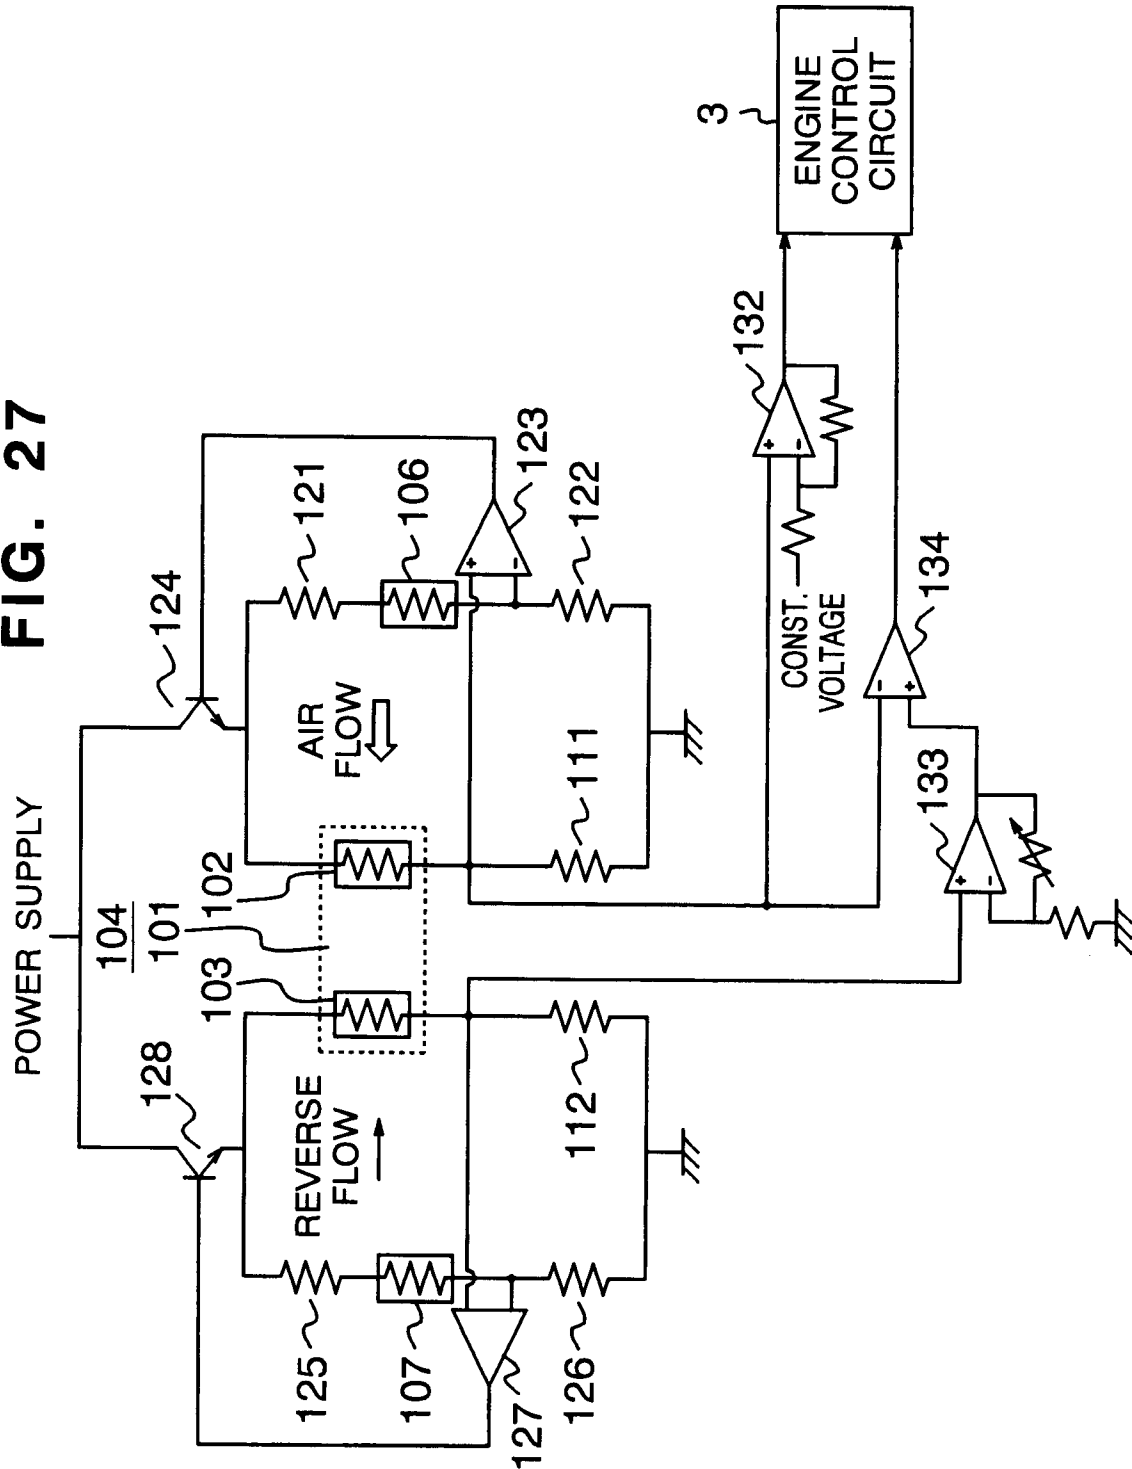 FIG. 27
POWER SUPPLY
104
101
102
103
128
124
REVERSE
FLOW
AIR
FLOW
125
107
127
126
112
111
121
106
123
122
+
-
CONST.
VOLTAGE
132
+
-
133
+
-
134
-
+
3
ENGINE
CONTROL
CIRCUIT